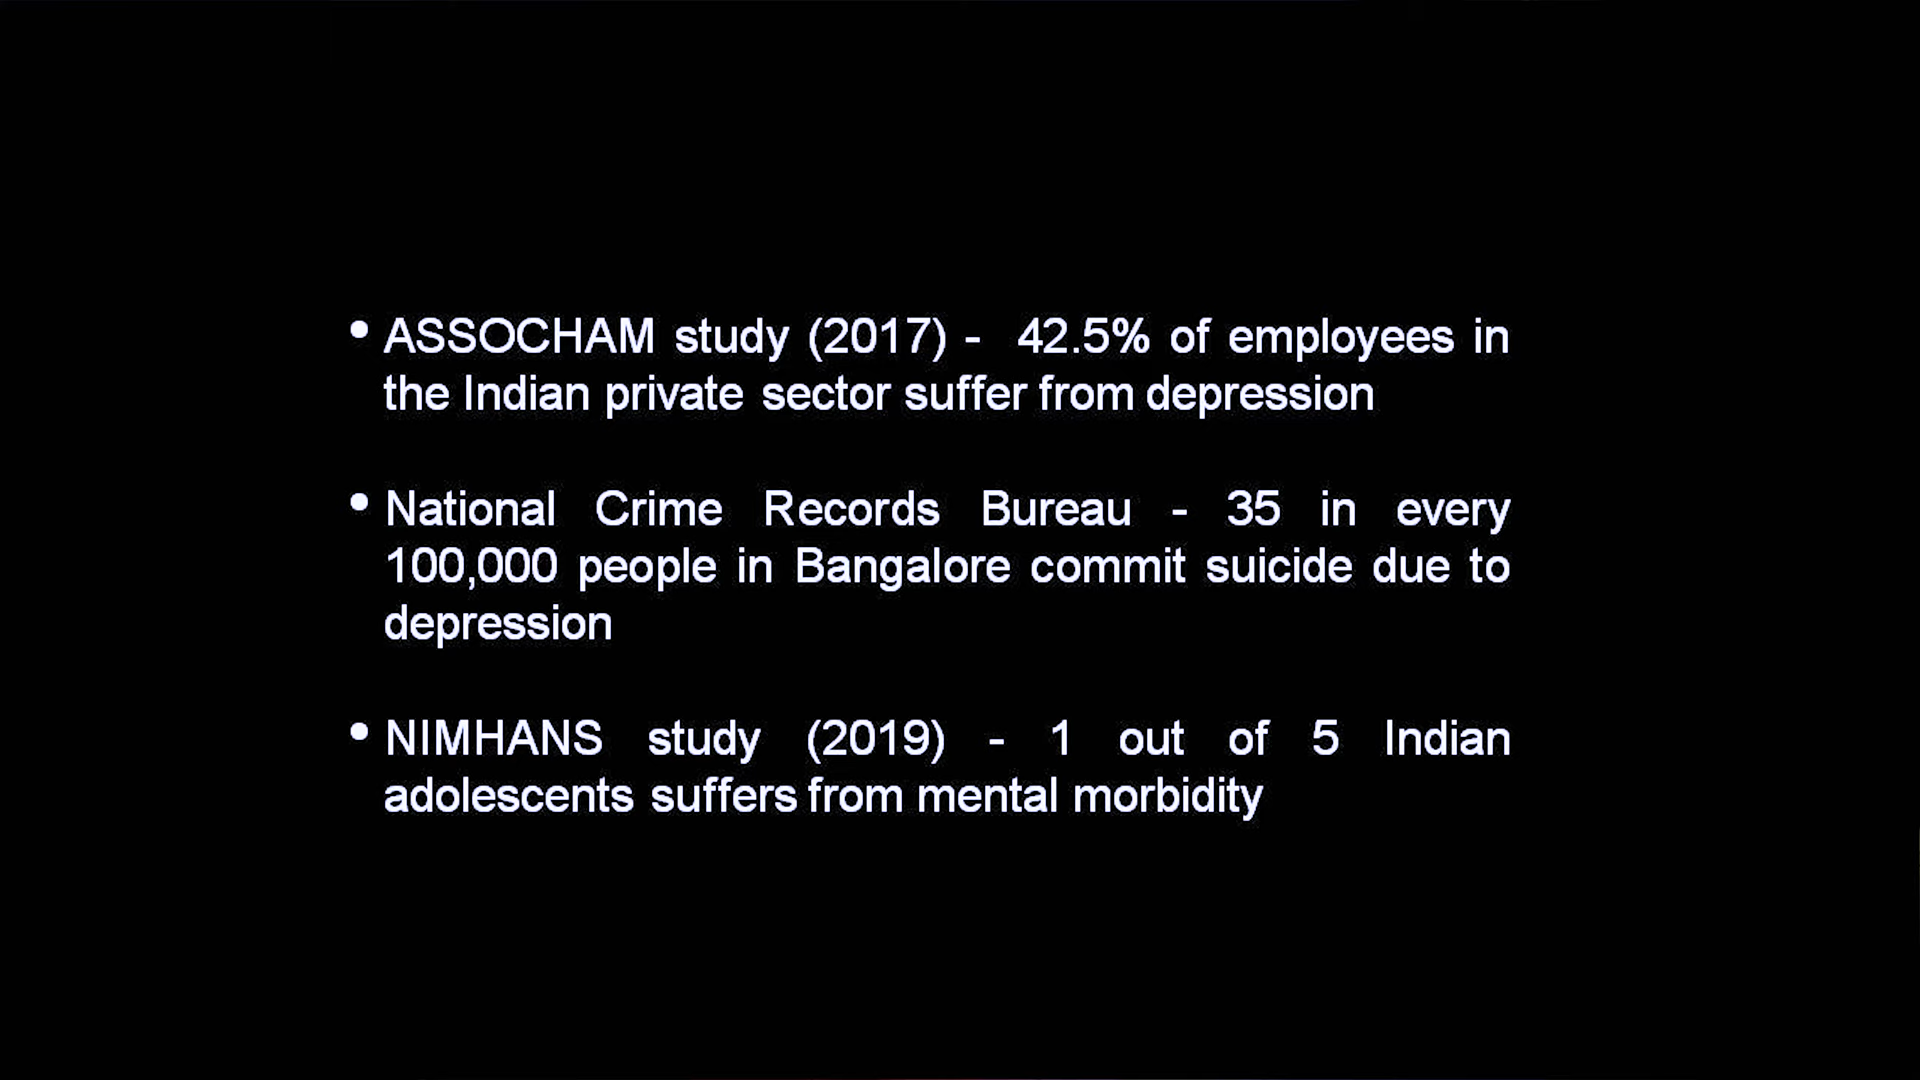 • ASSOCHAM study (2017) - 42.5% of employees in
the Indian private sector suffer from depression
• National Crime Records Bureau - 35 in every
100,000 people in Bangalore commit suicide due to
depression
• NIMHANS study (2019) - 1 out of 5 Indian
adolescents suffers from mental morbidity